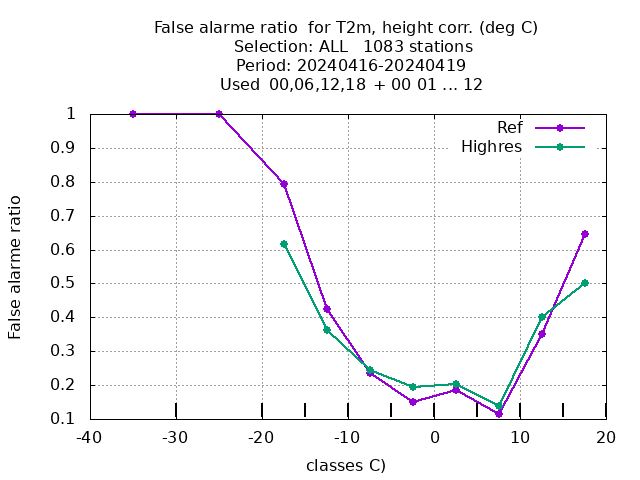 False alarme ratio  for T2m, height corr. (deg C)
Selection: ALL   1083 stations
Period: 20240416-20240419
Used  00,06,12,18  + 00 01 ... 12
1
0.9
0.8
0.7
0.6
0.5
0.4
0.3
0.2
0.1
False alarme ratio
Ref
Highres
-40 -30 -20 -10 0 10 20
classes C)